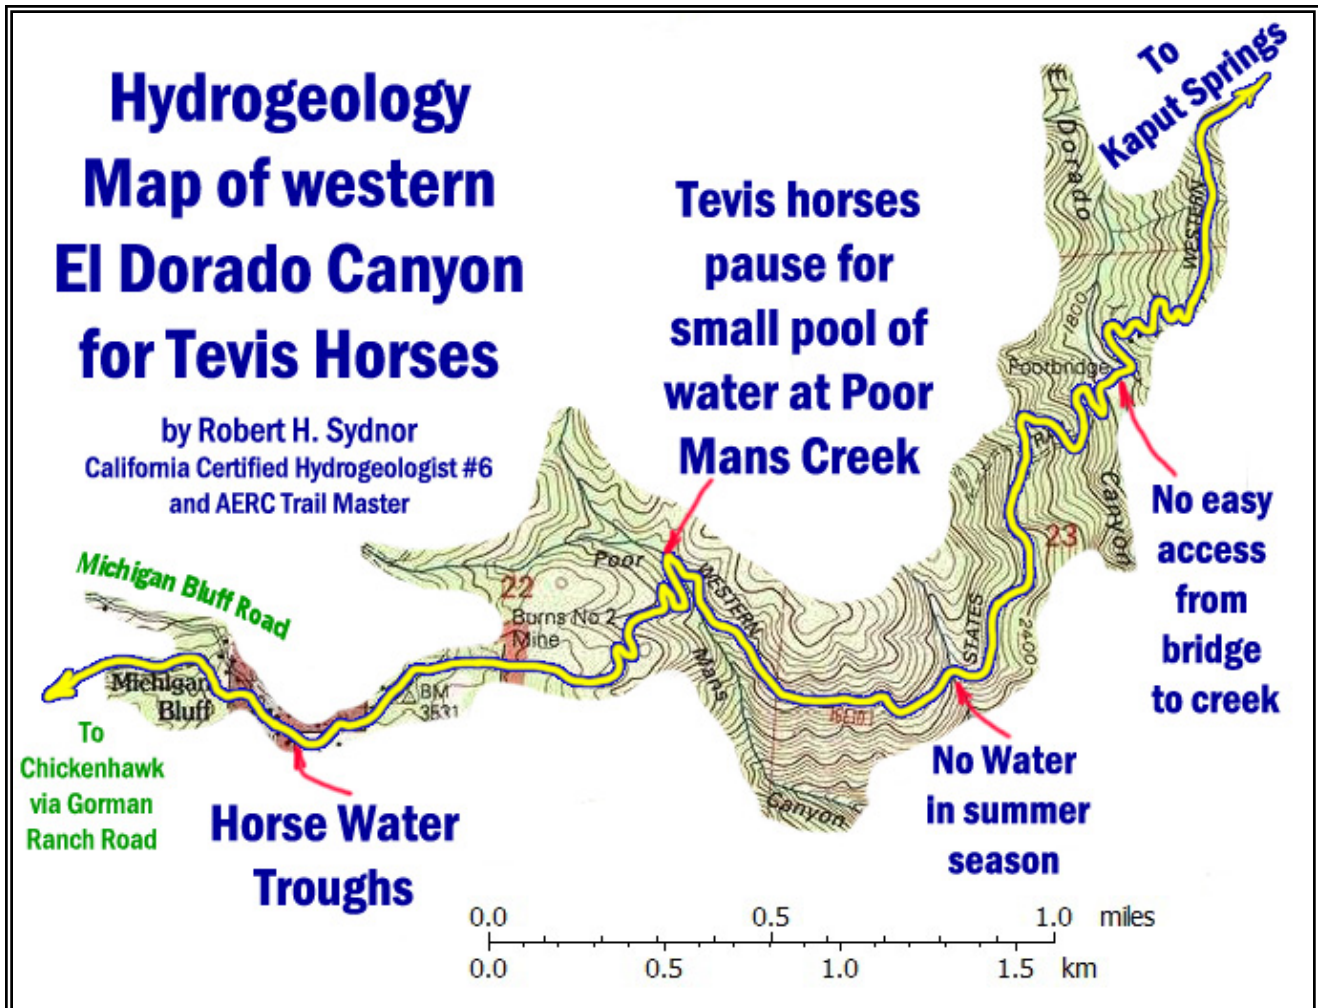 Hydrogeology
Map of western
El Dorado Canyon
for Tevis Horses
by Robert H. Sydnor
California Certified Hydrogeologist #6
and AERC Trail Master
To
Kaput Springs
Tevis horses
pause for
small pool of
water at Poor
Mans Creek
El Dorado
WESTERN
1800
Footbridge
Canyon
No easy
access
from
bridge
to creek
23
2400
STATES
WESTERN
Poor
Mans
Canyon
22
Burns No 2
Mine
BM
3531
Michigan Bluff Road
Michigan
Bluff
To
Chickenhawk
via Gorman
Ranch Road
Horse Water
Troughs
No Water
in summer
season
0.0 0.5 1.0 miles
0.0 0.5 1.0 1.5 km